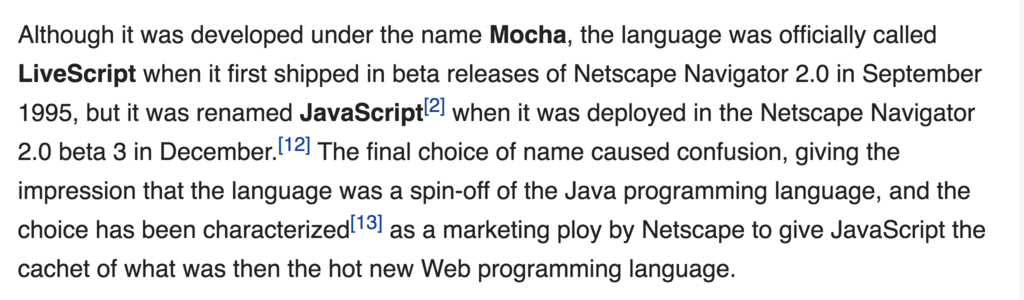 Although it was developed under the name Mocha, the language was officially called
LiveScript when it first shipped in beta releases of Netscape Navigator 2.0 in September
1995, but it was renamed JavaScript[2] when it was deployed in the Netscape Navigator
2.0 beta 3 in December.[12] The final choice of name caused confusion, giving the
impression that the language was a spin-off of the Java programming language, and the
choice has been characterized[13] as a marketing ploy by Netscape to give JavaScript the
cachet of what was then the hot new Web programming language.